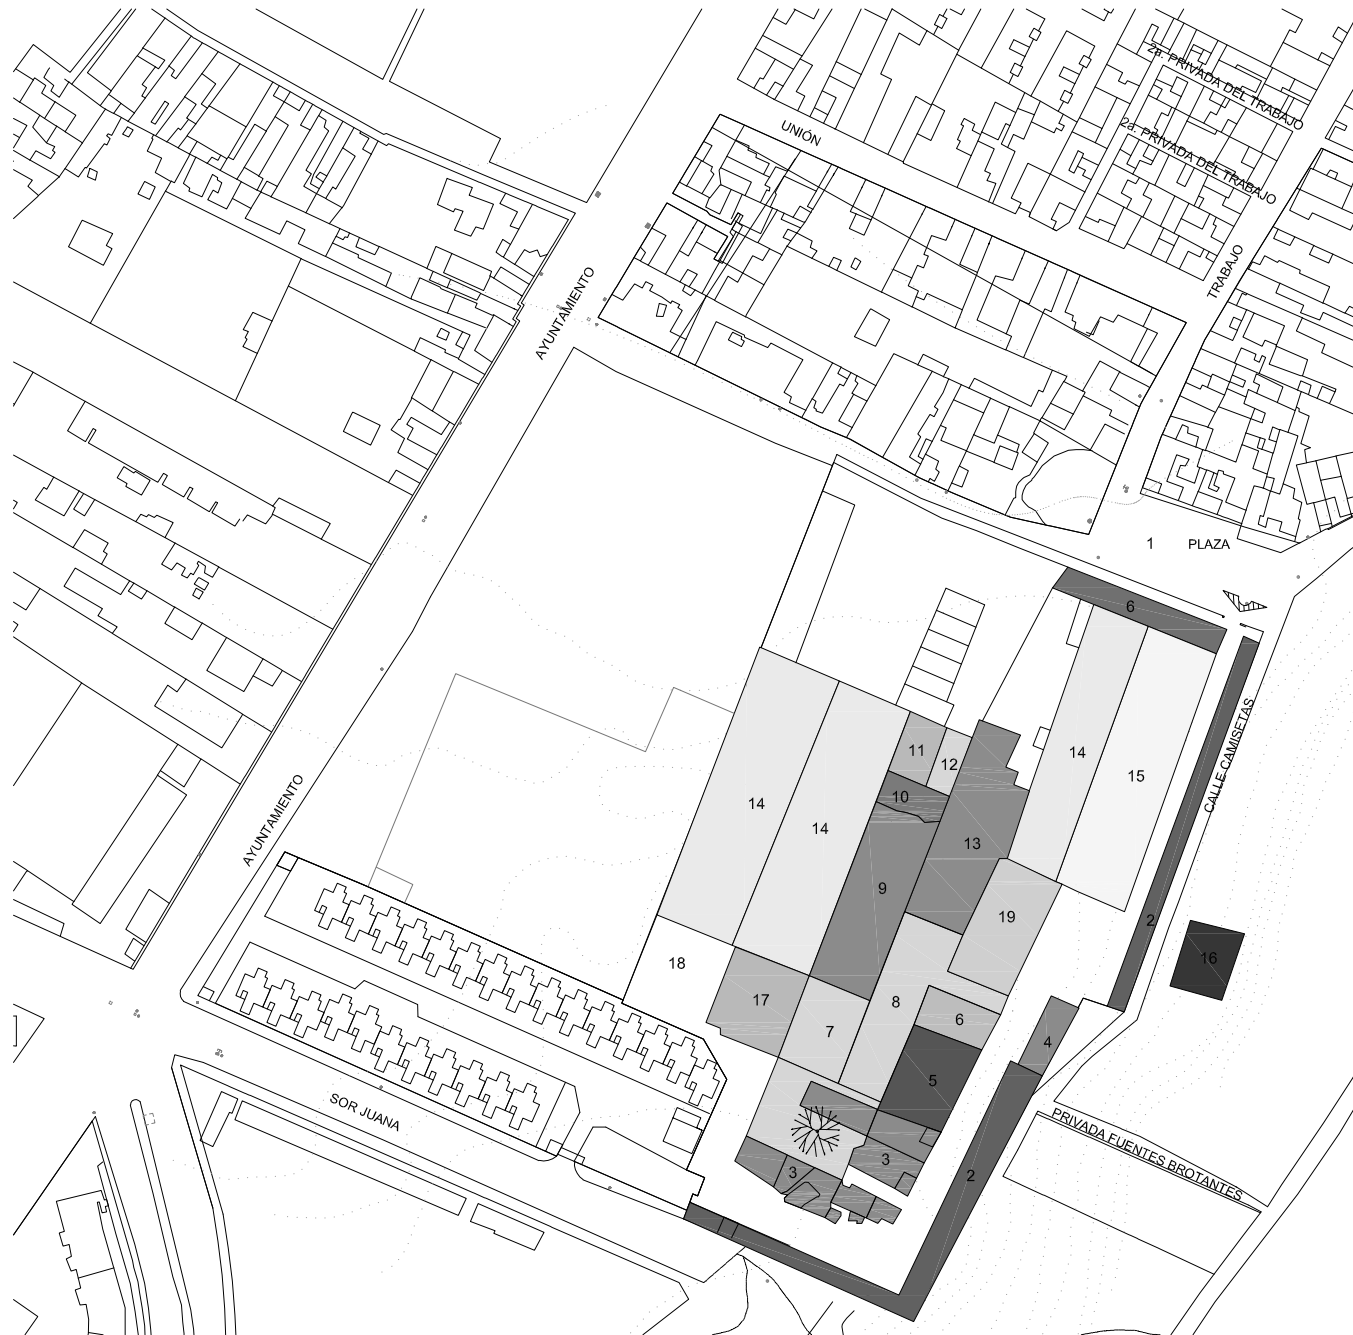 2a. PRIVADA DEL TRABAJO
UNIÓN
2a. PRIVADA DEL TRABAJO
TRABAJO
AYUNTAMIENTO
1 PLAZA
6
CALLE CAMISETAS
11
12
14
10
15
14
14
13
AYUNTAMIENTO
9
19
2
18
16
17
8
6
7
4
5
SOR JUANA
PRIVADA FUENTES BROTANTES
3
3
2